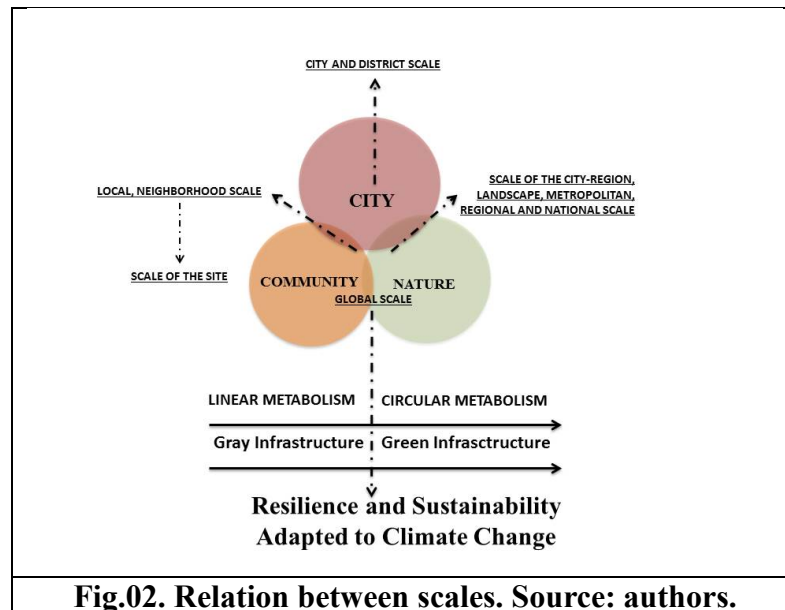 CITY AND DISTRICT SCALE
SCALE OF THE CITY-REGION,
LANDSCAPE, METROPOLITAN,
REGIONAL AND NATIONAL SCALE
LOCAL, NEIGHBORHOOD SCALE
CITY
SCALE OF THE SITE
COMMUNITY
NATURE
GLOBAL SCALE
LINEAR METABOLISM
CIRCULAR METABOLISM
Gray Infrastructure
Green Infrasctructure
Resilience and Sustainability
Adapted to Climate Change
Fig.02. Relation between scales. Source: authors.